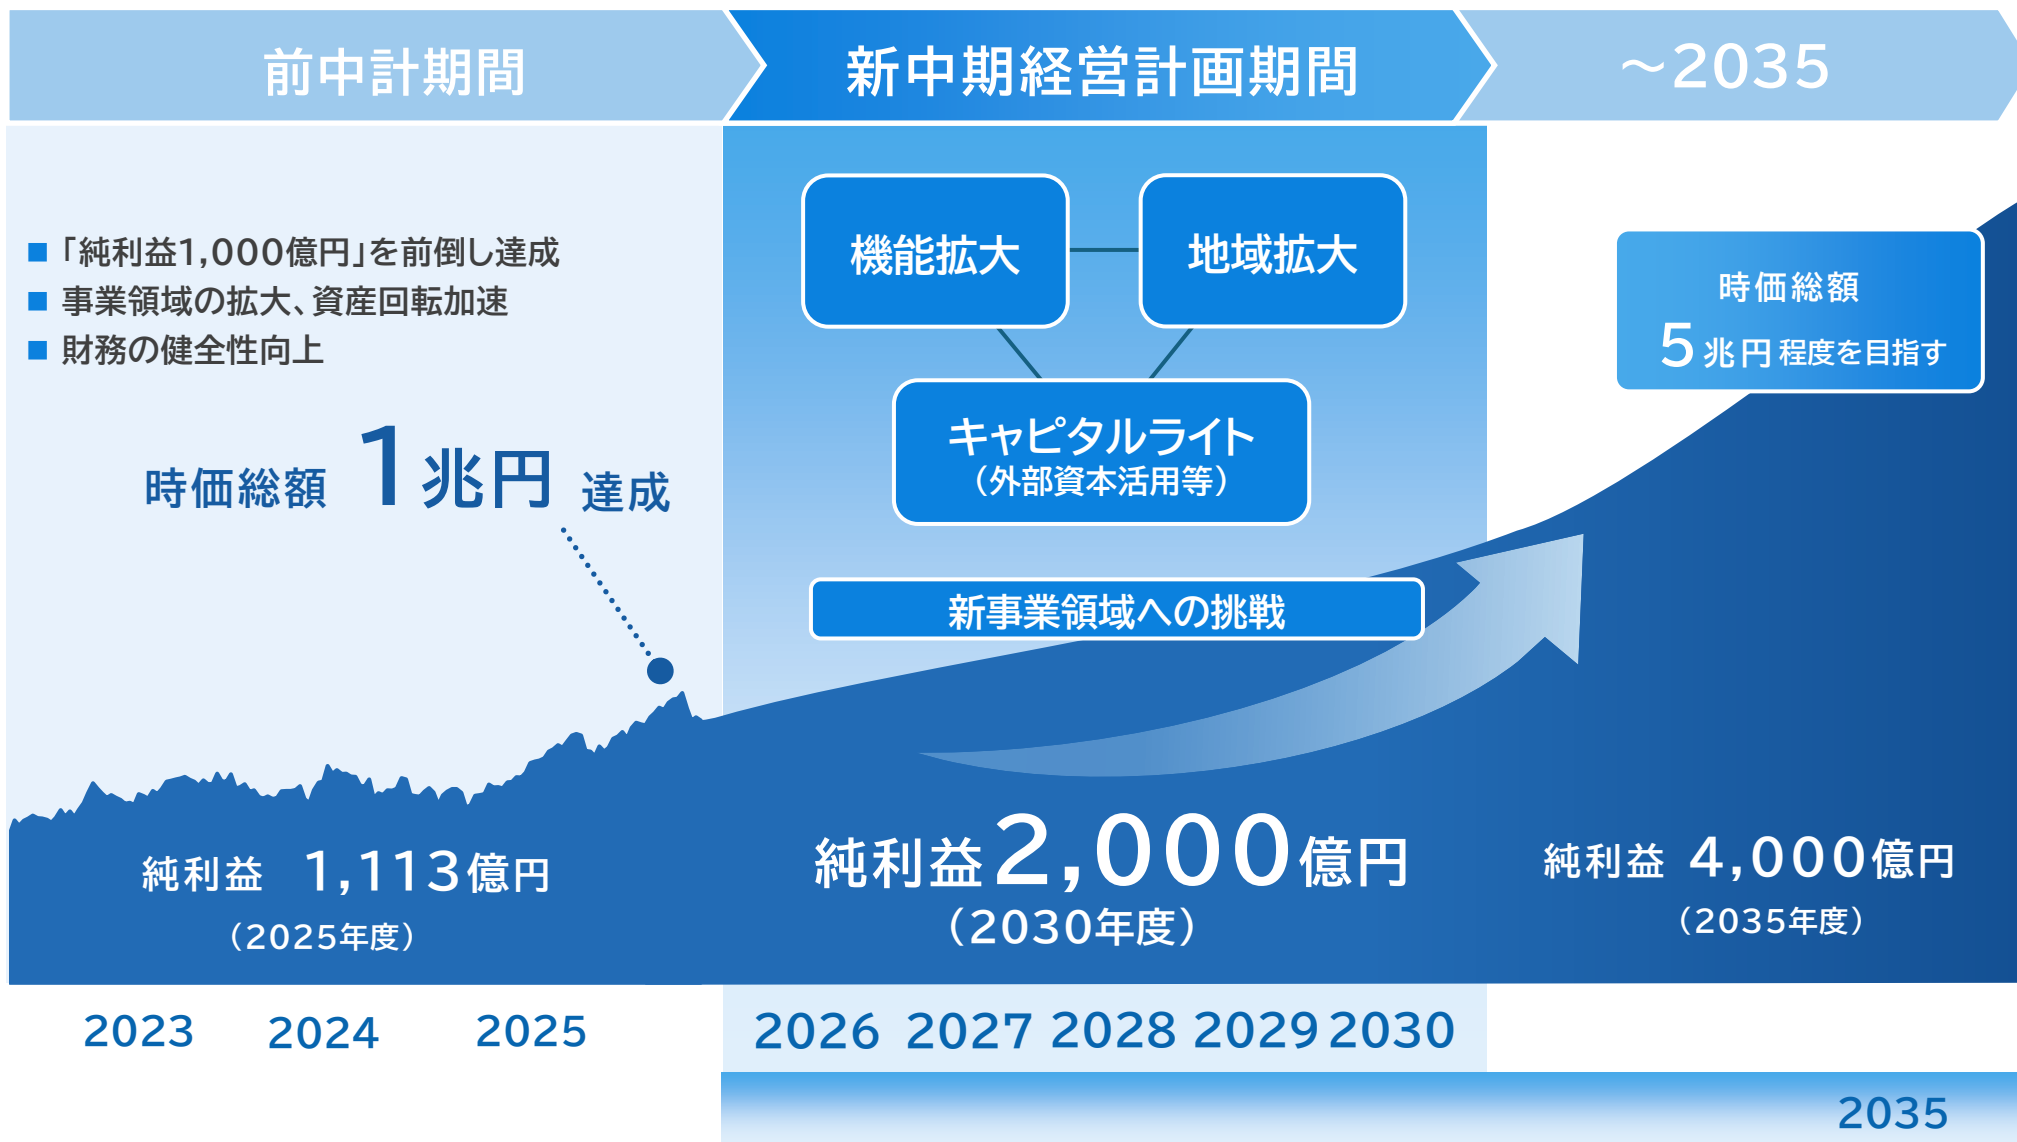 前中計期間
新中期経営計画期間
～2035
■ 「純利益1,000億円」を前倒し達成
■ 事業領域の拡大、資産回転加速
■ 財務の健全性向上
時価総額 1兆円 達成
機能拡大
地域拡大
キャピタルライト
（外部資本活用等）
新事業領域への挑戦
時価総額
5兆円程度を目指す
純利益 1,113億円
（2025年度）
純利益2,000億円
（2030年度）
純利益 4,000億円
（2035年度）
2023 2024 2025 2026 2027 2028 2029 2030
2035